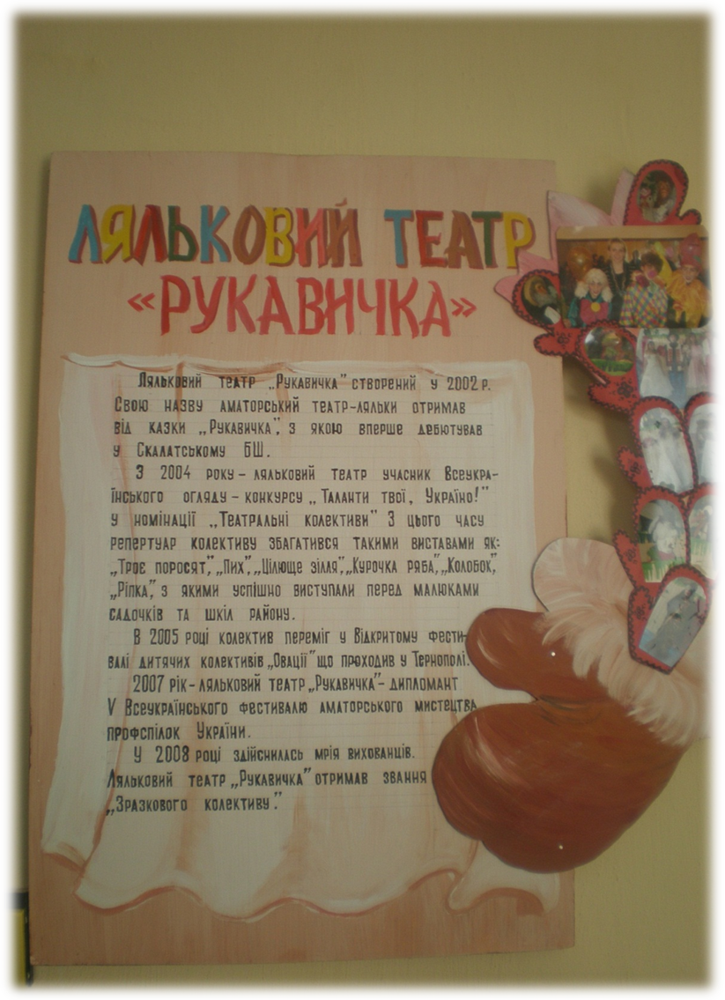 ЛЯЛЬКОВИЙ ТЕАТР
«РУКАВИЧКА»
Ляльковий театр „Рукавичка" створений у 2002 р.
Свою назву аматорський театр-ляльки отримав
від казки „Рукавичка", з якою вперше дебютував
у Скалатському БШ.
З 2004 року - ляльковий театр учасник Всеукра-
їнського огляду - конкурсу „Таланти твої, Україно!"
у номінації „Театральні колективи" З цього часу
репертуар колективу збагатився такими виставами як:
„Троє поросят", „Пих", „Цілюще зілля", „Курочка ряба", „Колобок",
„Ріпка", з якими успішно виступали перед малюками
садочків та шкіл району.
В 2005 році колектив переміг у Відкритому фести-
валі дитячих колективів „Овації" що проходив у Тернополі.
2007 рік - ляльковий театр „Рукавичка" - дипломант
V Всеукраїнського фестивалю аматорського мистецтва
профспілок України.
У 2008 році здійснилась мрія вихованців.
Ляльковий театр „Рукавичка" отримав звання
„Зразкового колективу".